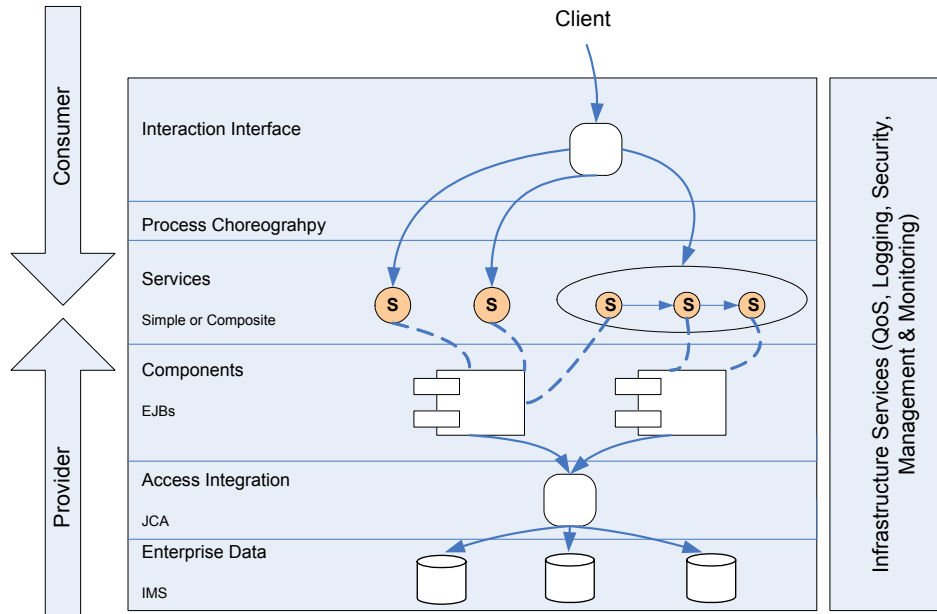 Client
Consumer
Provider
Interaction Interface
Process Choreograhpy
Services
Simple or Composite
S
S
S
S
S
Components
EJBs
Access Integration
JCA
Enterprise Data
IMS
Infrastructure Services (QoS, Logging, Security,
Management & Monitoring)